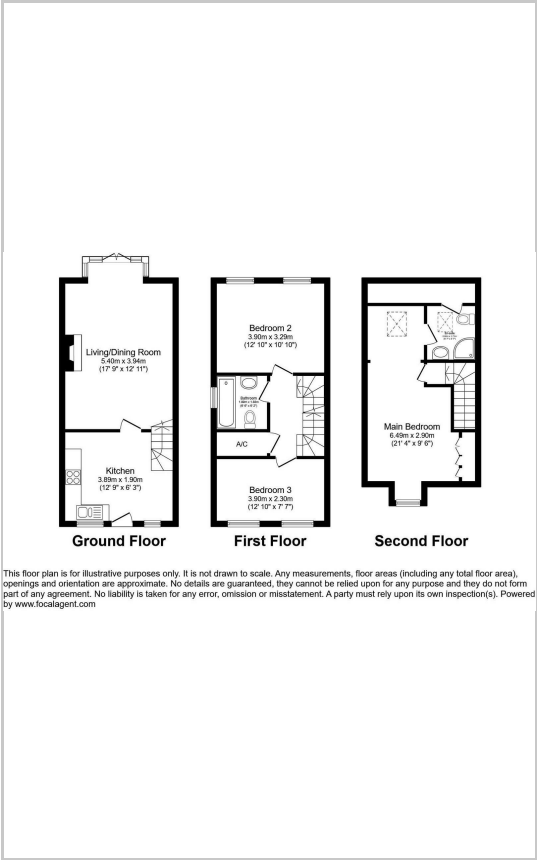 Living/Dining Room
5.40m x 3.94m
(17' 9" x 12' 11")
Kitchen
3.89m x 1.90m
(12' 9" x 6' 3")
Ground Floor
Bedroom 2
3.90m x 3.29m
(12' 10" x 10' 10")
Bathroom
A/C
Bedroom 3
3.90m x 2.30m
(12' 10" x 7' 7")
First Floor
Main Bedroom
6.49m x 2.90m
(21' 4" x 9' 6")
Second Floor
This floor plan is for illustrative purposes only. It is not drawn to scale. Any measurements, floor areas (including any total floor area),
openings and orientation are approximate. No details are guaranteed, they cannot be relied upon for any purpose and they do not form
part of any agreement. No liability is taken for any error, omission or misstatement. A party must rely upon its own inspection(s). Powered
by www.focalagent.com